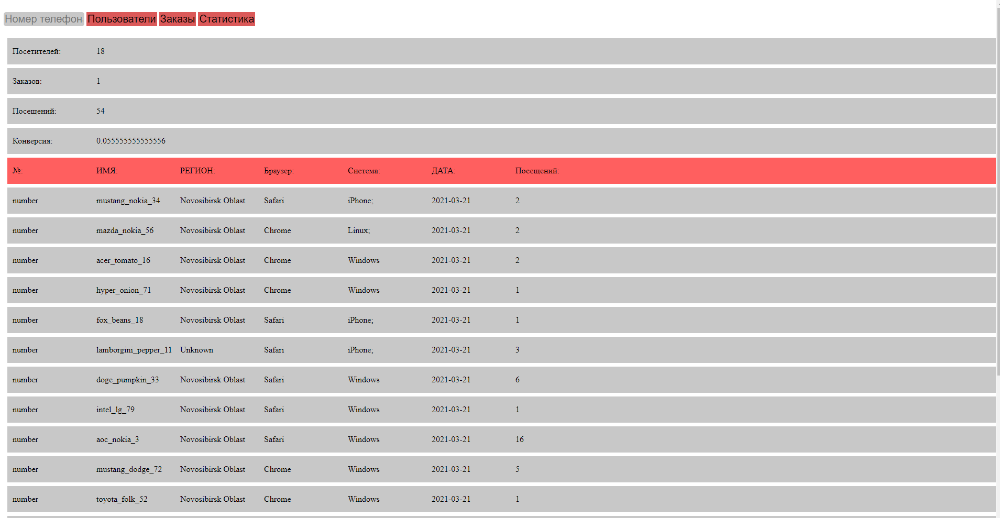 Номер телефона Пользователи Заказы Статистика
Посетителей: 18
Заказов: 1
Посещений: 54
Конверсия: 0.055555555555556
№: ИМЯ: РЕГИОН: Браузер: Система: ДАТА: Посещений:
number mustang_nokia_34 Novosibirsk Oblast Safari iPhone; 2021-03-21 2
number mazda_nokia_56 Novosibirsk Oblast Chrome Linux; 2021-03-21 2
number acer_tomato_16 Novosibirsk Oblast Chrome Windows 2021-03-21 2
number hyper_onion_71 Novosibirsk Oblast Chrome Windows 2021-03-21 1
number fox_beans_18 Novosibirsk Oblast Safari iPhone; 2021-03-21 1
number lamborgini_pepper_11 Unknown Safari iPhone; 2021-03-21 3
number doge_pumpkin_33 Novosibirsk Oblast Safari Windows 2021-03-21 6
number intel_lg_79 Novosibirsk Oblast Safari Windows 2021-03-21 1
number aoc_nokia_3 Novosibirsk Oblast Safari Windows 2021-03-21 16
number mustang_dodge_72 Novosibirsk Oblast Chrome Windows 2021-03-21 5
number toyota_folk_52 Novosibirsk Oblast Chrome Windows 2021-03-21 1